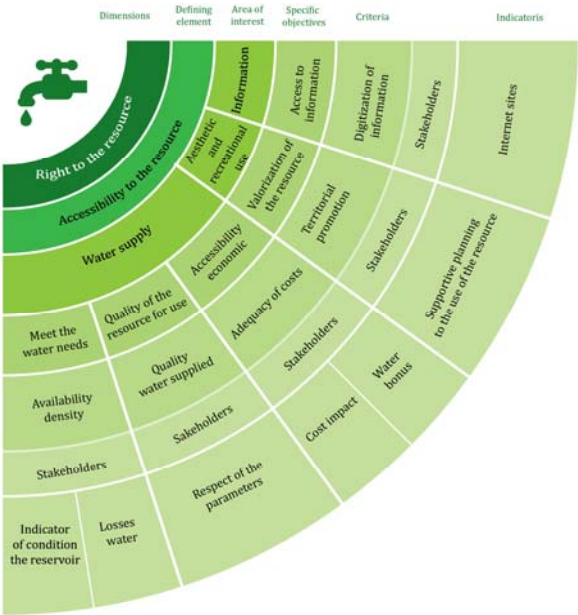 Dimensions
Defining
element
Area of
interest
Specific
objectives
Criteria
Indicatoris
Right to the resource
Accessibility to the resource
Information
Access to
information
Digitization of
information
Stakeholders
Internet sites
Aesthetic
and
recreational
use
Valorization of
the resource
Territorial
promotion
Stakeholders
Supportive planning
to the use of the resource
Water supply
Accessibility
economic
Adequacy of costs
Stakeholders
Water
bonus
Cost impact
Quality of the
resource for use
Quality
water supplied
Sakeholders
Respect of the
parameters
Meet the
water needs
Availability
density
Stakeholders
Losses
water
Indicator
of condition
the reservoir